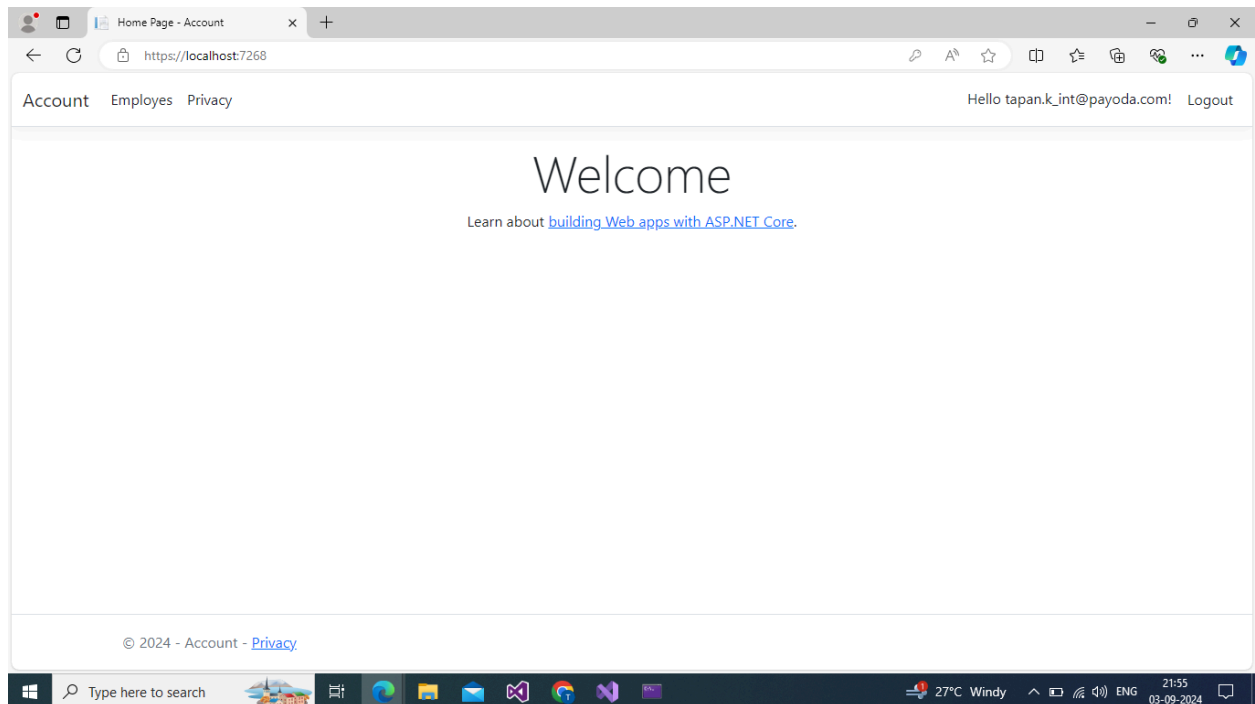 Home Page - Account
https://localhost:7268
Account Employes Privacy Hello tapan.k_int@payoda.com! Logout
Welcome
Learn about building Web apps with ASP.NET Core.
© 2024 - Account - Privacy
Type here to search 27°C Windy ENG 21:55
03-09-2024